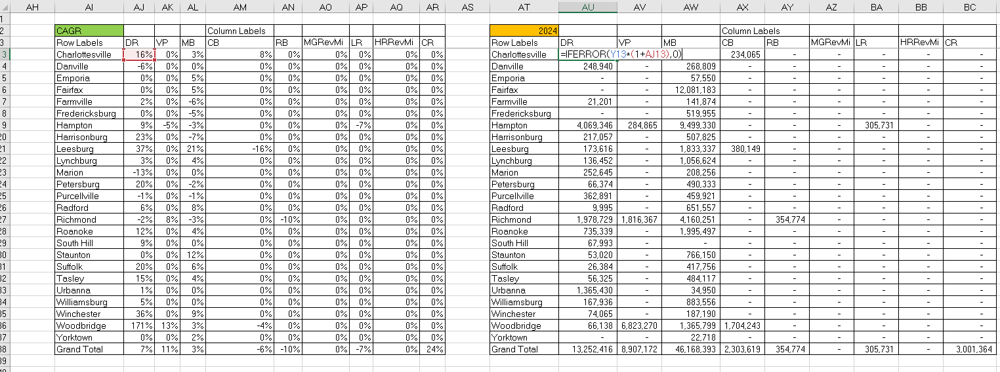 AH AI AJ AK AL AM AN AO AP AQ AR AS AT AU AV AW AX AY AZ BA BB BC
1
2 CAGR Column Labels 2024 Column Labels
3 Row Labels DR VP MB CB RB MGRevMi LR HRRevMi CR Row Labels DR VP MB CB RB MGRevMi LR HRRevMi CR
3 Charlottesville 16% 0% 3% 8% 0% 0% 0% 0% 0% Charlottesville =IFERROR(Y13*(1+AJ13),0) 234,065 - - - - -
4 Danville -6% 0% 0% 0% 0% 0% 0% 0% 0% Danville 248,940 - 268,809 - - - - - -
5 Emporia 0% 0% 5% 0% 0% 0% 0% 0% 0% Emporia - - 57,550 - - - - - -
6 Fairfax 0% 0% 5% 0% 0% 0% 0% 0% 0% Fairfax - - 12,081,183 - - - - - -
7 Farmville 2% 0% -6% 0% 0% 0% 0% 0% 0% Farmville 21,201 - 141,874 - - - - - -
8 Fredericksburg 0% 0% -5% 0% 0% 0% 0% 0% 0% Fredericksburg - - 519,955 - - - - - -
9 Hampton 9% -5% -3% 0% 0% 0% -7% 0% 0% Hampton 4,069,346 284,865 9,499,330 - - - 305,731 - -
20 Harrisonburg 23% 0% -7% 0% 0% 0% 0% 0% 0% Harrisonburg 217,057 - 507,825 - - - - - -
21 Leesburg 37% 0% 21% -16% 0% 0% 0% 0% 0% Leesburg 173,616 - 1,833,337 380,149 - - - - -
22 Lynchburg 3% 0% 4% 0% 0% 0% 0% 0% 0% Lynchburg 136,452 - 1,056,624 - - - - - -
23 Marion -13% 0% 0% 0% 0% 0% 0% 0% 0% Marion 252,645 - 208,256 - - - - - -
24 Petersburg 20% 0% -2% 0% 0% 0% 0% 0% 0% Petersburg 66,374 - 490,333 - - - - - -
25 Purcellville -1% 0% -1% 0% 0% 0% 0% 0% 0% Purcellville 362,891 - 459,921 - - - - - -
26 Radford 6% 0% 8% 0% 0% 0% 0% 0% 0% Radford 9,995 - 651,557 - - - - - -
27 Richmond -2% 8% -3% 0% -10% 0% 0% 0% 0% Richmond 1,978,729 1,816,367 4,160,251 - 354,774 - - - -
28 Roanoke 12% 0% 4% 0% 0% 0% 0% 0% 0% Roanoke 735,339 - 1,995,497 - - - - - -
29 South Hill 9% 0% 0% 0% 0% 0% 0% 0% 0% South Hill 67,993 - - - - - - - -
30 Staunton 0% 0% 12% 0% 0% 0% 0% 0% 0% Staunton 53,020 - 766,150 - - - - - -
31 Suffolk 20% 0% 6% 0% 0% 0% 0% 0% 0% Suffolk 26,384 - 417,756 - - - - - -
32 Tasley 15% 0% 4% 0% 0% 0% 0% 0% 0% Tasley 56,325 - 484,117 - - - - - -
33 Urbanna 1% 0% 0% 0% 0% 0% 0% 0% 0% Urbanna 1,365,430 - 34,950 - - - - - -
34 Williamsburg 5% 0% 0% 0% 0% 0% 0% 0% 0% Williamsburg 167,936 - 883,556 - - - - - -
35 Winchester 36% 0% 9% 0% 0% 0% 0% 0% 0% Winchester 74,065 - 187,190 - - - - - -
36 Woodbridge 171% 13% 3% -4% 0% 0% 0% 0% 0% Woodbridge 66,138 6,823,270 1,365,799 1,704,243 - - - - -
37 Yorktown 0% 0% 2% 0% 0% 0% 0% 0% 0% Yorktown - - 22,718 - - - - - -
38 Grand Total 7% 11% 3% -6% -10% 0% -7% 0% 24% Grand Total 13,252,416 8,907,172 46,168,393 2,303,619 354,774 - 305,731 - 3,001,364
39